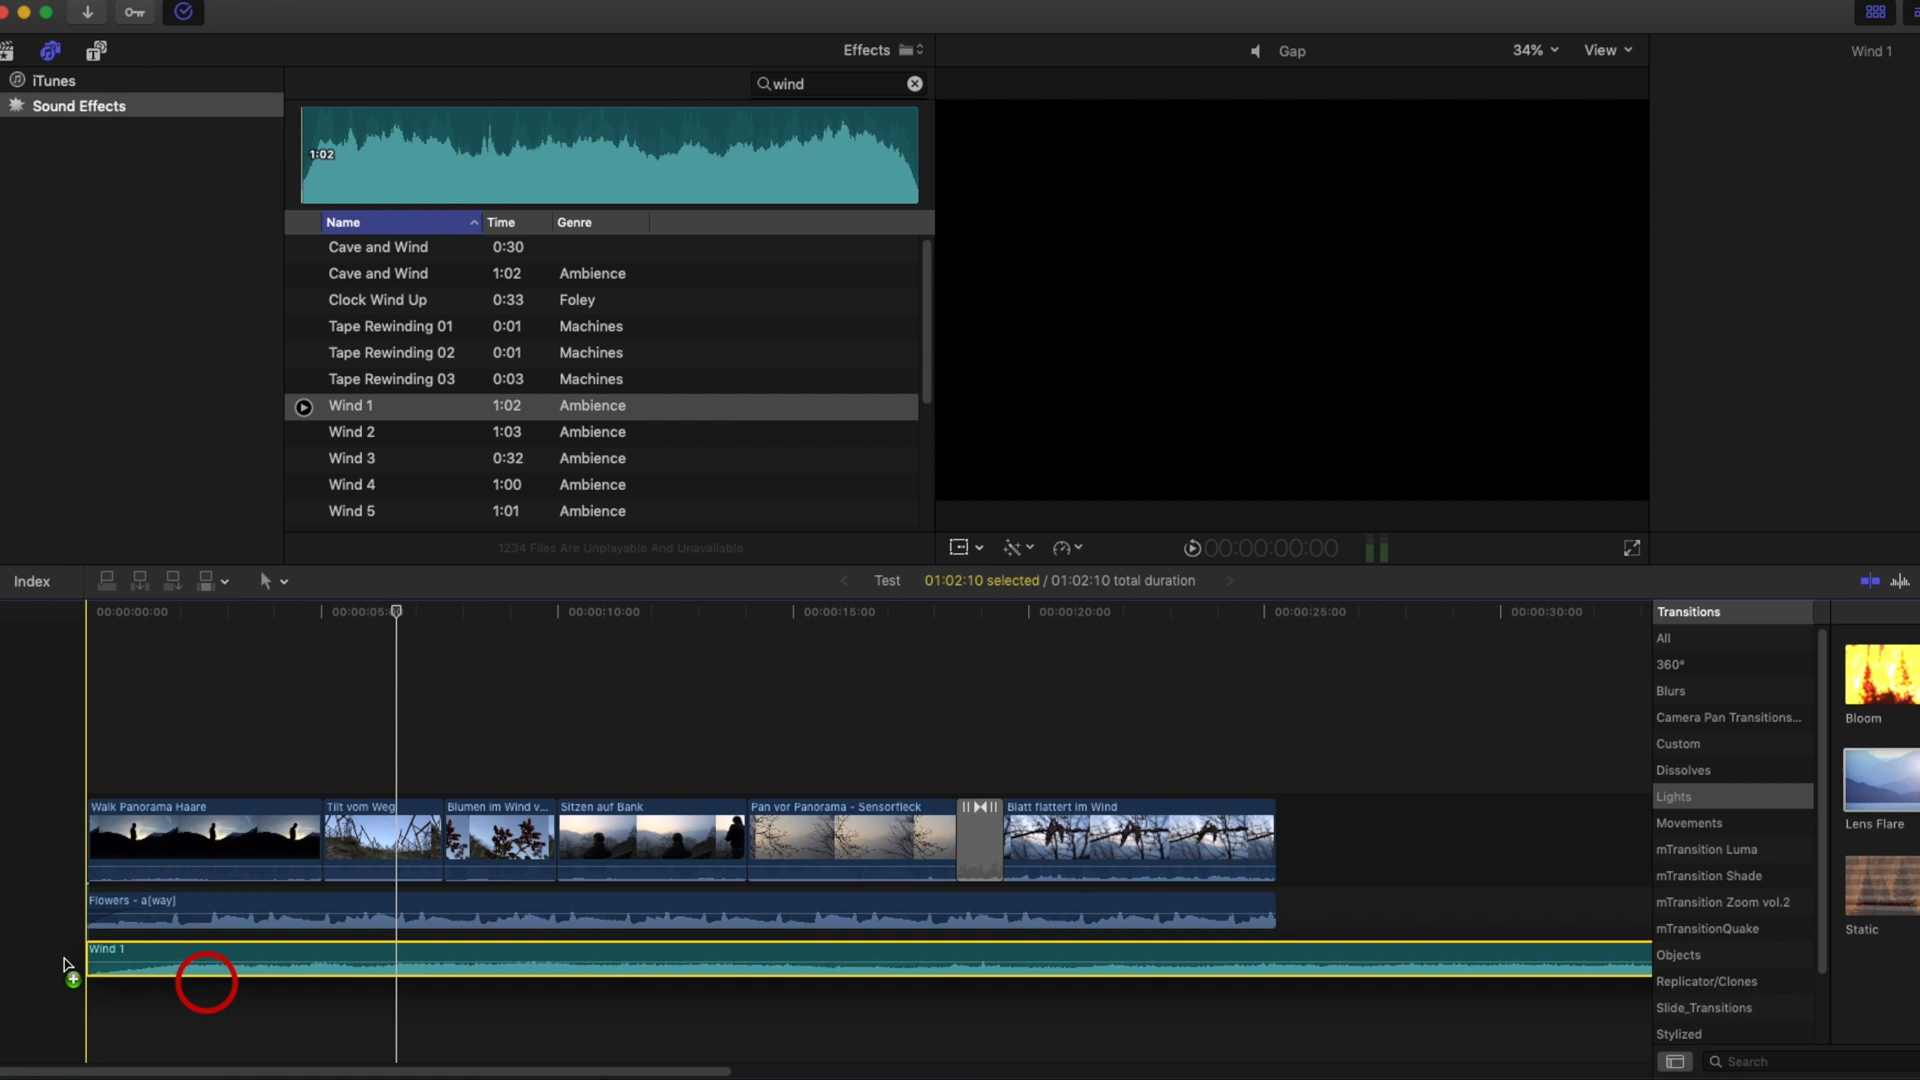 Effects
Gap
34%
View
Wind 1
iTunes
Sound Effects
wind
1:02
Name Time Genre
Cave and Wind 0:30
Cave and Wind 1:02 Ambience
Clock Wind Up 0:33 Foley
Tape Rewinding 01 0:01 Machines
Tape Rewinding 02 0:01 Machines
Tape Rewinding 03 0:03 Machines
Wind 1 1:02 Ambience
Wind 2 1:03 Ambience
Wind 3 0:32 Ambience
Wind 4 1:00 Ambience
Wind 5 1:01 Ambience
1234 Files Are Unplayable And Unavailable
00:00:00:00
Index
Test
01:02:10 selected / 01:02:10 total duration
00:00:00:00
00:00:05:00
00:00:10:00
00:00:15:00
00:00:20:00
00:00:25:00
00:00:30:00
Walk Panorama Haare
Tilt vom Weg
Blumen im Wind v...
Sitzen auf Bank
Pan vor Panorama - Sensorfleck
Blatt flattert im Wind
Flowers - a[way]
Wind 1
Transitions
All
360°
Blurs
Camera Pan Transitions...
Custom
Dissolves
Lights
Movements
mTransition Luma
mTransition Shade
mTransition Zoom vol.2
mTransitionQuake
Objects
Replicator/Clones
Slide_Transitions
Stylized
Bloom
Lens Flare
Static
Search